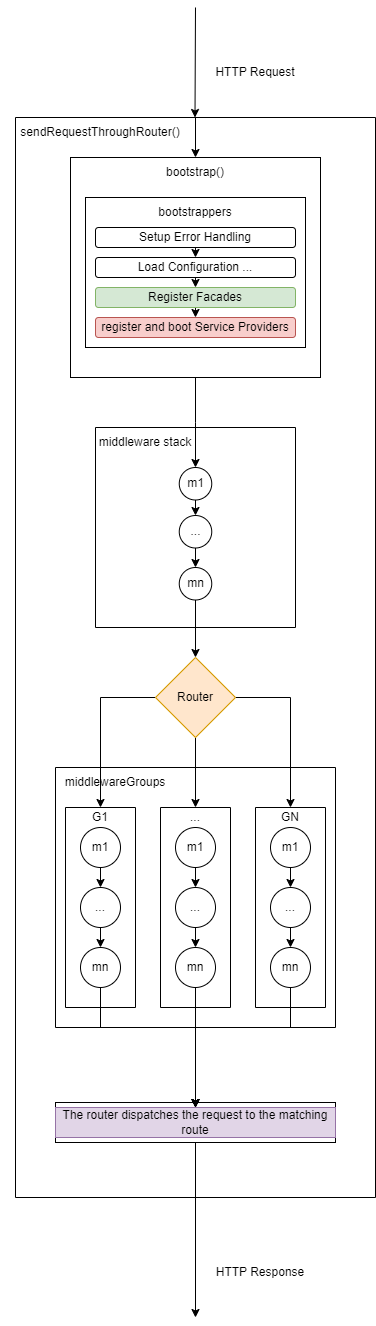 HTTP Request
sendRequestThroughRouter()
bootstrap()
bootstrappers
Setup Error Handling
Load Configuration ...
Register Facades
register and boot Service Providers
middleware stack
m1
...
mn
Router
middlewareGroups
G1 ... GN
m1 m1 m1
... ... ...
mn mn mn
The router dispatches the request to the matching
route
HTTP Response